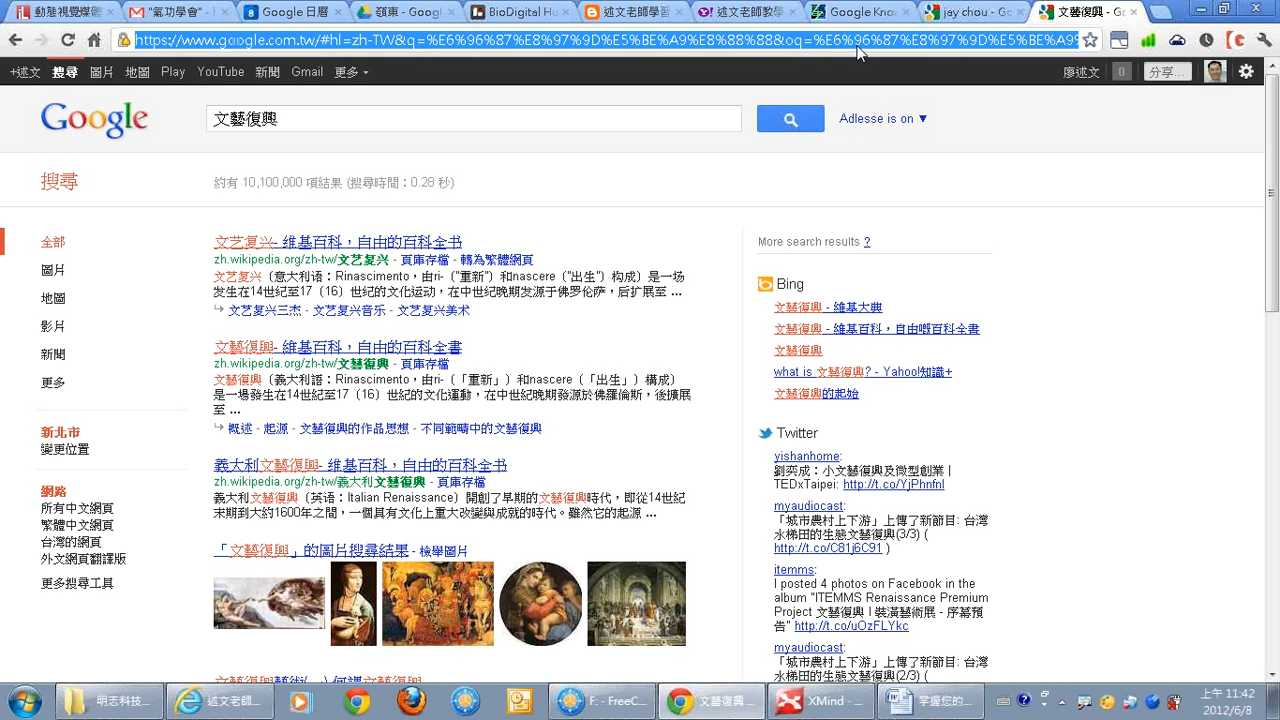 動態視覺媒體
"氣功學會" -
Google 日曆
額東 - Goog
BioDigital Hu
述文老師學習
述文老師教學
Google Know
jay chou - Go
文藝復興 - Go
https://www.google.com.tw/#hl=zh-TW&q=%E6%96%87%E8%97%9D%E5%BE%A9%E8%88%88&oq=%E6%96%87%E8%97%9D%E5%BE%A9%
+述文 搜尋 圖片 地圖 Play YouTube 新聞 Gmail 更多
廖述文 0 分享...
Google
文藝復興
Adlesse is on ▼
搜尋
約有 10,100,000 項結果 (搜尋時間：0.28 秒)
全部
圖片
地圖
影片
新聞
更多
新北市
變更位置
網路
所有中文網頁
繁體中文網頁
台灣的網頁
外文網頁翻譯版
更多搜尋工具
文艺复兴- 維基百科，自由的百科全书
zh.wikipedia.org/zh-tw/文艺复兴 - 頁庫存檔 - 轉為繁體網頁
文艺复兴（意大利语：Rinascimento，由ri-（"重新"）和nascere（"出生"）构成）是一场
发生在14世纪至17（16）世纪的文化运动，在中世纪晚期发源于佛罗伦萨，后扩展至 ...
文艺复兴三杰 - 文艺复兴音乐 - 文艺复兴美术
文藝復興- 維基百科，自由的百科全書
zh.wikipedia.org/zh-tw/文藝復興 - 頁庫存檔
文藝復興（義大利語：Rinascimento，由ri-（「重新」）和nascere（「出生」）構成）
是一場發生在14世紀至17（16）世紀的文化運動，在中世紀晚期發源於佛羅倫斯，後擴展
至 ...
概述 - 起源 - 文藝復興的作品思想 - 不同範疇中的文藝復興
義大利文藝復興- 維基百科，自由的百科全书
zh.wikipedia.org/zh-tw/義大利文藝復興 - 頁庫存檔
義大利文藝復興（英语：Italian Renaissance）開創了早期的文藝復興時代，即從14世紀
末期到大約1600年之間，一個具有文化上重大改變與成就的時代。雖然它的起源 ...
「文藝復興」的圖片搜尋結果 - 檢舉圖片
More search results ?
Bing
文藝復興 - 維基大典
文藝復興 - 維基百科，自由嘅百科全書
文藝復興
what is 文藝復興? - Yahoo!知識+
文藝復興的起始
Twitter
yishanhome:
劉奕成：小文藝復興及微型創業 |
TEDxTaipei: http://t.co/YjPhnfnl
myaudiocast:
「城市農村上下游」上傳了新節目: 台灣
水梯田的生態文藝復興(3/3) (
http://t.co/C81j6C91 )
itemms:
I posted 4 photos on Facebook in the
album "ITEMMS Renaissance Premium
Project 文藝復興 | 裝潢藝術展 - 序幕預
告" http://t.co/uOzFLYkc
myaudiocast:
「城市農村上下游」上傳了新節目: 台灣
水梯田的生態文藝復興(2/3) (
明志科技...
述文老師...
F: - FreeC...
文藝復興 ...
XMind - ...
掌握您的...
上午 11:42
2012/6/8